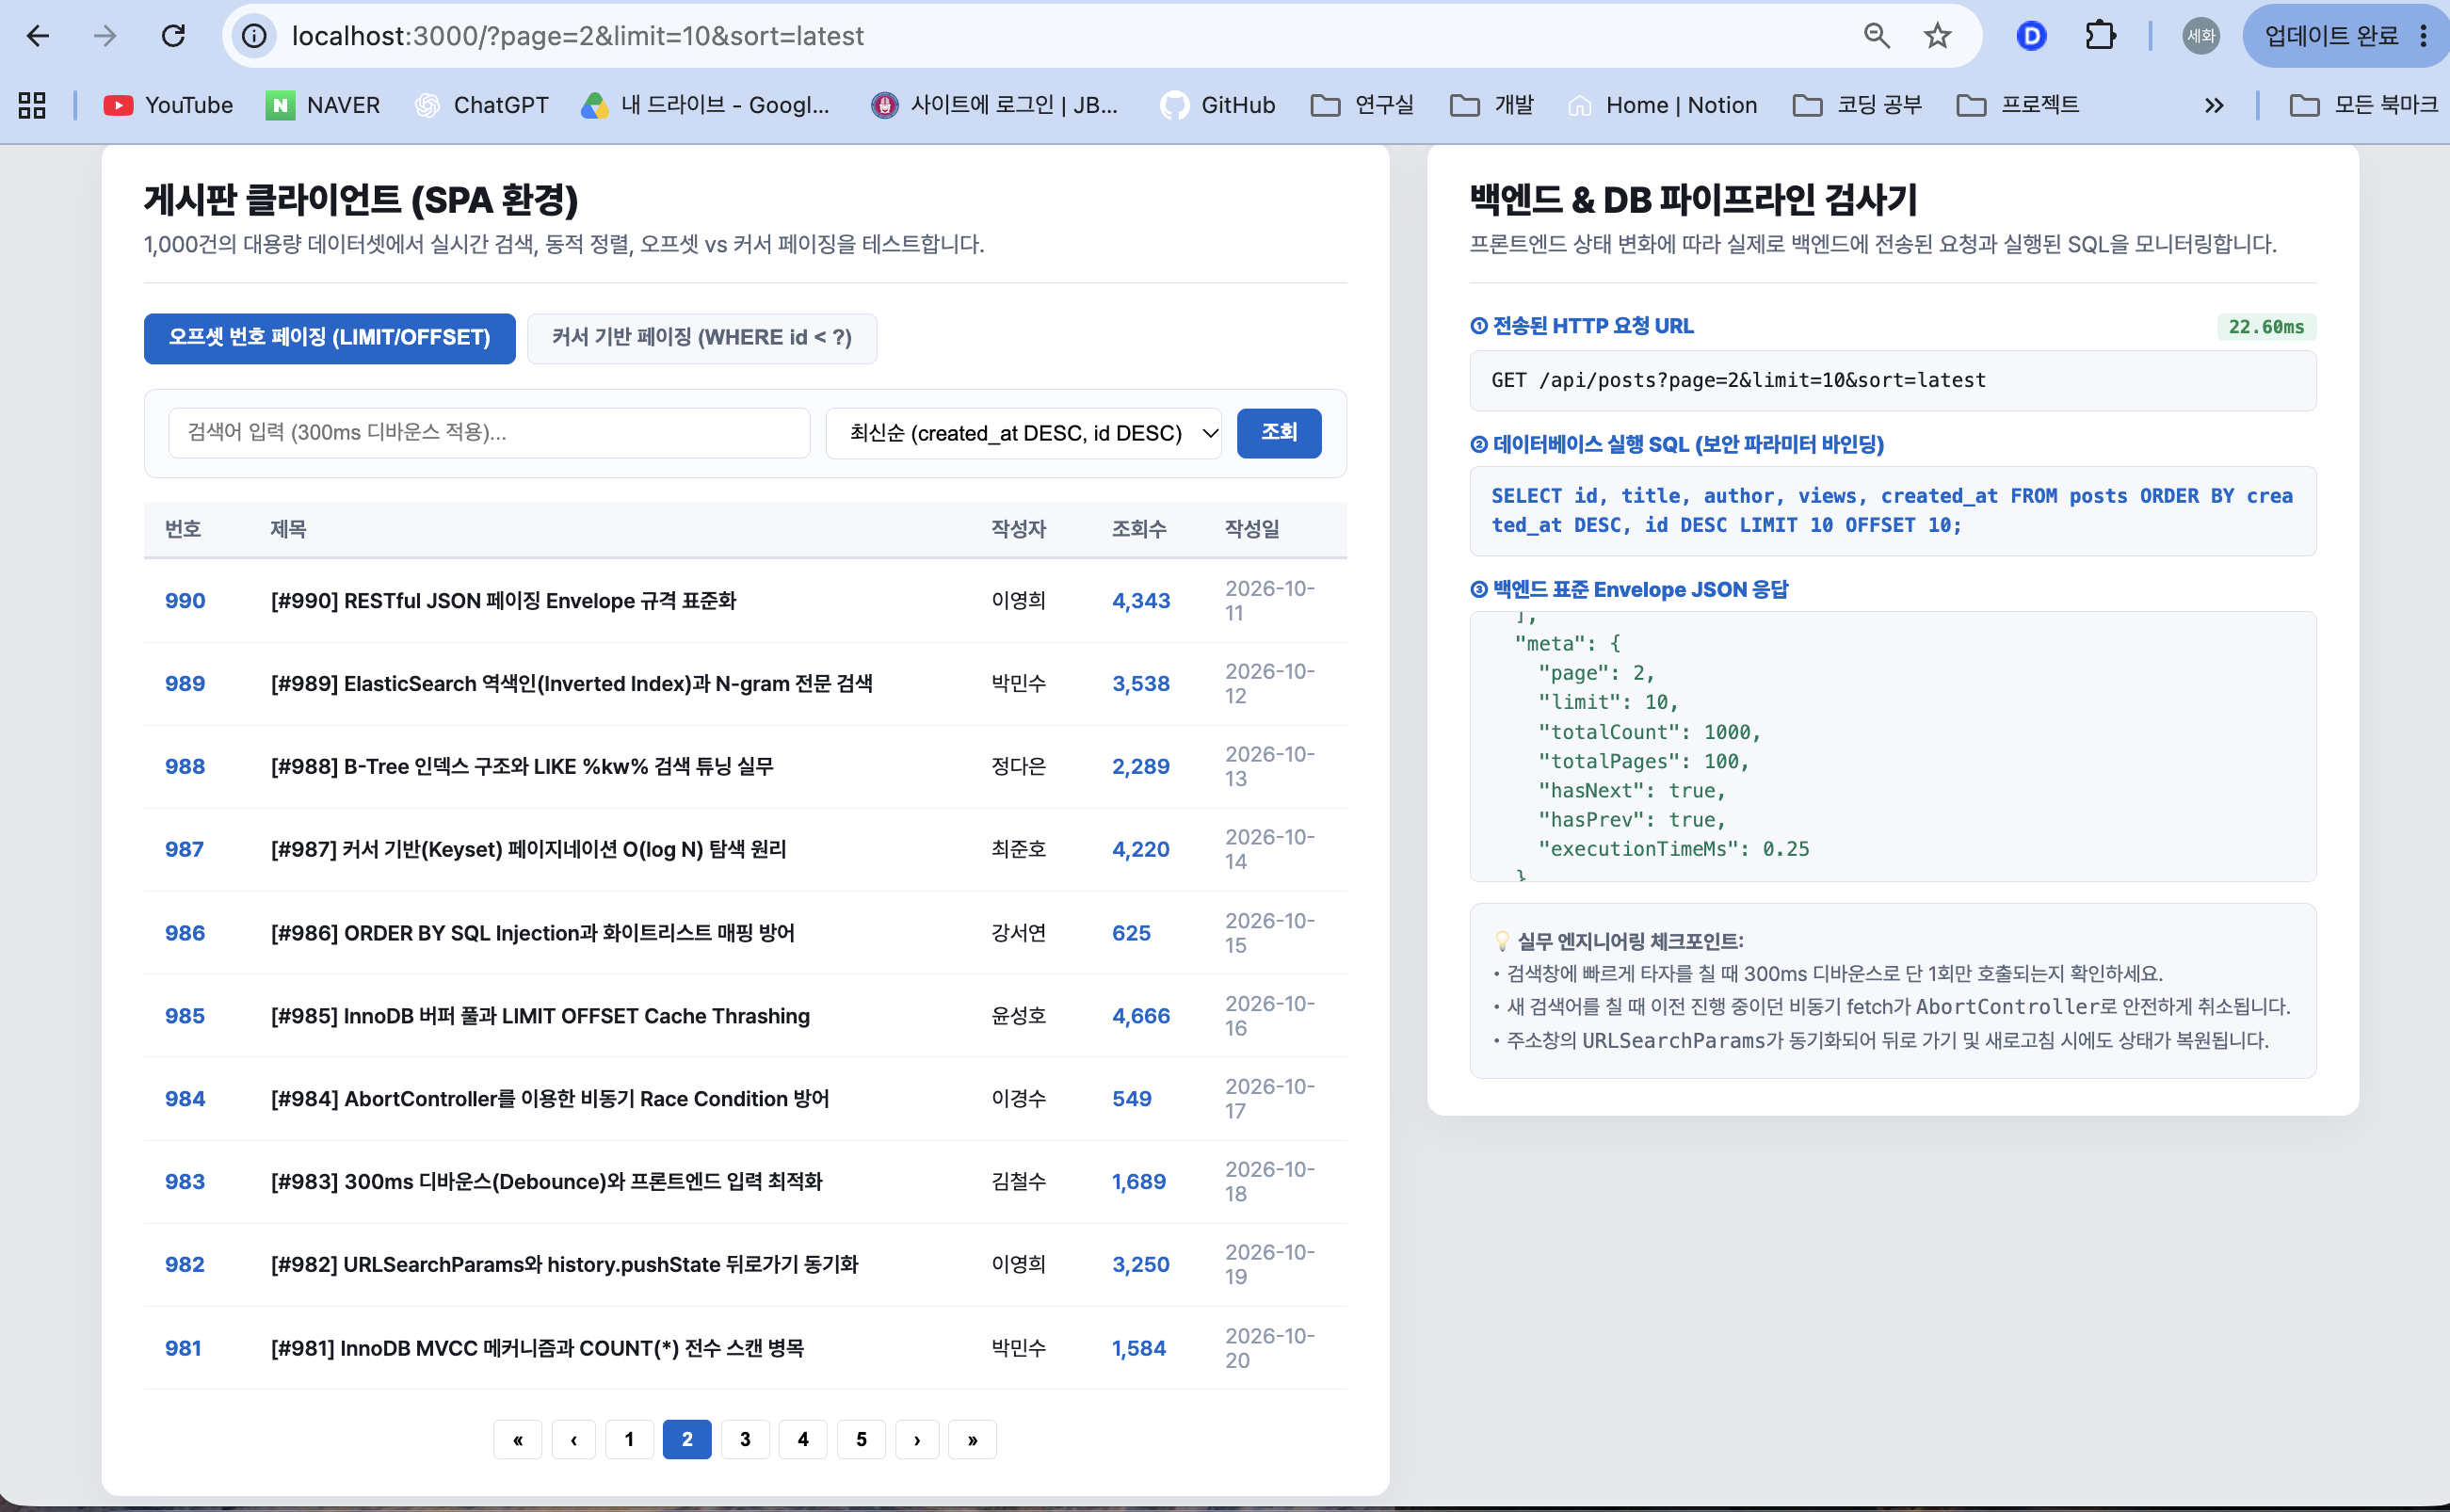 localhost:3000/?page=2&limit=10&sort=latest
D
세화
업데이트 완료
YouTube
N NAVER
ChatGPT
내 드라이브 - Googl...
사이트에 로그인 | JB...
GitHub
연구실
개발
Home | Notion
코딩 공부
프로젝트
»
모든 북마크
게시판 클라이언트 (SPA 환경)
1,000건의 대용량 데이터셋에서 실시간 검색, 동적 정렬, 오프셋 vs 커서 페이징을 테스트합니다.
오프셋 번호 페이징 (LIMIT/OFFSET)
커서 기반 페이징 (WHERE id < ?)
검색어 입력 (300ms 디바운스 적용)...
최신순 (created_at DESC, id DESC)
조회
번호 제목 작성자 조회수 작성일
990 [#990] RESTful JSON 페이징 Envelope 규격 표준화 이영희 4,343 2026-10-
11
989 [#989] ElasticSearch 역색인(Inverted Index)과 N-gram 전문 검색 박민수 3,538 2026-10-
12
988 [#988] B-Tree 인덱스 구조와 LIKE %kw% 검색 튜닝 실무 정다은 2,289 2026-10-
13
987 [#987] 커서 기반(Keyset) 페이지네이션 O(log N) 탐색 원리 최준호 4,220 2026-10-
14
986 [#986] ORDER BY SQL Injection과 화이트리스트 매핑 방어 강서연 625 2026-10-
15
985 [#985] InnoDB 버퍼 풀과 LIMIT OFFSET Cache Thrashing 윤성호 4,666 2026-10-
16
984 [#984] AbortController를 이용한 비동기 Race Condition 방어 이경수 549 2026-10-
17
983 [#983] 300ms 디바운스(Debounce)와 프론트엔드 입력 최적화 김철수 1,689 2026-10-
18
982 [#982] URLSearchParams와 history.pushState 뒤로가기 동기화 이영희 3,250 2026-10-
19
981 [#981] InnoDB MVCC 메커니즘과 COUNT(*) 전수 스캔 병목 박민수 1,584 2026-10-
20
« ‹ 1 2 3 4 5 › »
백엔드 & DB 파이프라인 검사기
프론트엔드 상태 변화에 따라 실제로 백엔드에 전송된 요청과 실행된 SQL을 모니터링합니다.
① 전송된 HTTP 요청 URL
22.60ms
GET /api/posts?page=2&limit=10&sort=latest
② 데이터베이스 실행 SQL (보안 파라미터 바인딩)
SELECT id, title, author, views, created_at FROM posts ORDER BY crea
ted_at DESC, id DESC LIMIT 10 OFFSET 10;
③ 백엔드 표준 Envelope JSON 응답
],
"meta": {
"page": 2,
"limit": 10,
"totalCount": 1000,
"totalPages": 100,
"hasNext": true,
"hasPrev": true,
"executionTimeMs": 0.25
}
💡 실무 엔지니어링 체크포인트:
• 검색창에 빠르게 타자를 칠 때 300ms 디바운스로 단 1회만 호출되는지 확인하세요.
• 새 검색어를 칠 때 이전 진행 중이던 비동기 fetch가 AbortController로 안전하게 취소됩니다.
• 주소창의 URLSearchParams가 동기화되어 뒤로 가기 및 새로고침 시에도 상태가 복원됩니다.